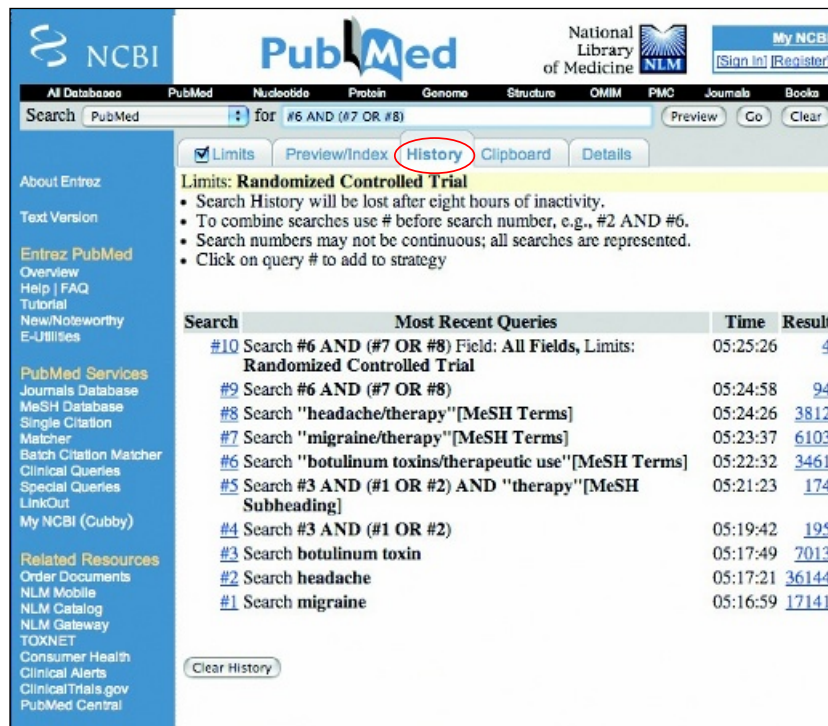 NCBI
PubMed
National
Library
of Medicine NLM
My NCBI
[Sign In] [Register]
All Databases PubMed Nucleotide Protein Genome Structure OMIM PMC Journals Books
Search PubMed for #6 AND (#7 OR #8) Preview Go Clear
Limits Preview/Index History Clipboard Details
About Entrez
Text Version
Entrez PubMed
Overview
Help | FAQ
Tutorial
New/Noteworthy
E-Utilities
PubMed Services
Journals Database
MeSH Database
Single Citation
Matcher
Batch Citation Matcher
Clinical Queries
Special Queries
LinkOut
My NCBI (Cubby)
Related Resources
Order Documents
NLM Mobile
NLM Catalog
NLM Gateway
TOXNET
Consumer Health
Clinical Alerts
ClinicalTrials.gov
PubMed Central
Limits: Randomized Controlled Trial
• Search History will be lost after eight hours of inactivity.
• To combine searches use # before search number, e.g., #2 AND #6.
• Search numbers may not be continuous; all searches are represented.
• Click on query # to add to strategy
Search Most Recent Queries Time Result
#10 Search #6 AND (#7 OR #8) Field: All Fields, Limits: 05:25:26 4
Randomized Controlled Trial
#9 Search #6 AND (#7 OR #8) 05:24:58 94
#8 Search "headache/therapy"[MeSH Terms] 05:24:26 3812
#7 Search "migraine/therapy"[MeSH Terms] 05:23:37 6103
#6 Search "botulinum toxins/therapeutic use"[MeSH Terms] 05:22:32 3461
#5 Search #3 AND (#1 OR #2) AND "therapy"[MeSH 05:21:23 174
Subheading]
#4 Search #3 AND (#1 OR #2) 05:19:42 195
#3 Search botulinum toxin 05:17:49 7013
#2 Search headache 05:17:21 36144
#1 Search migraine 05:16:59 17141
Clear History